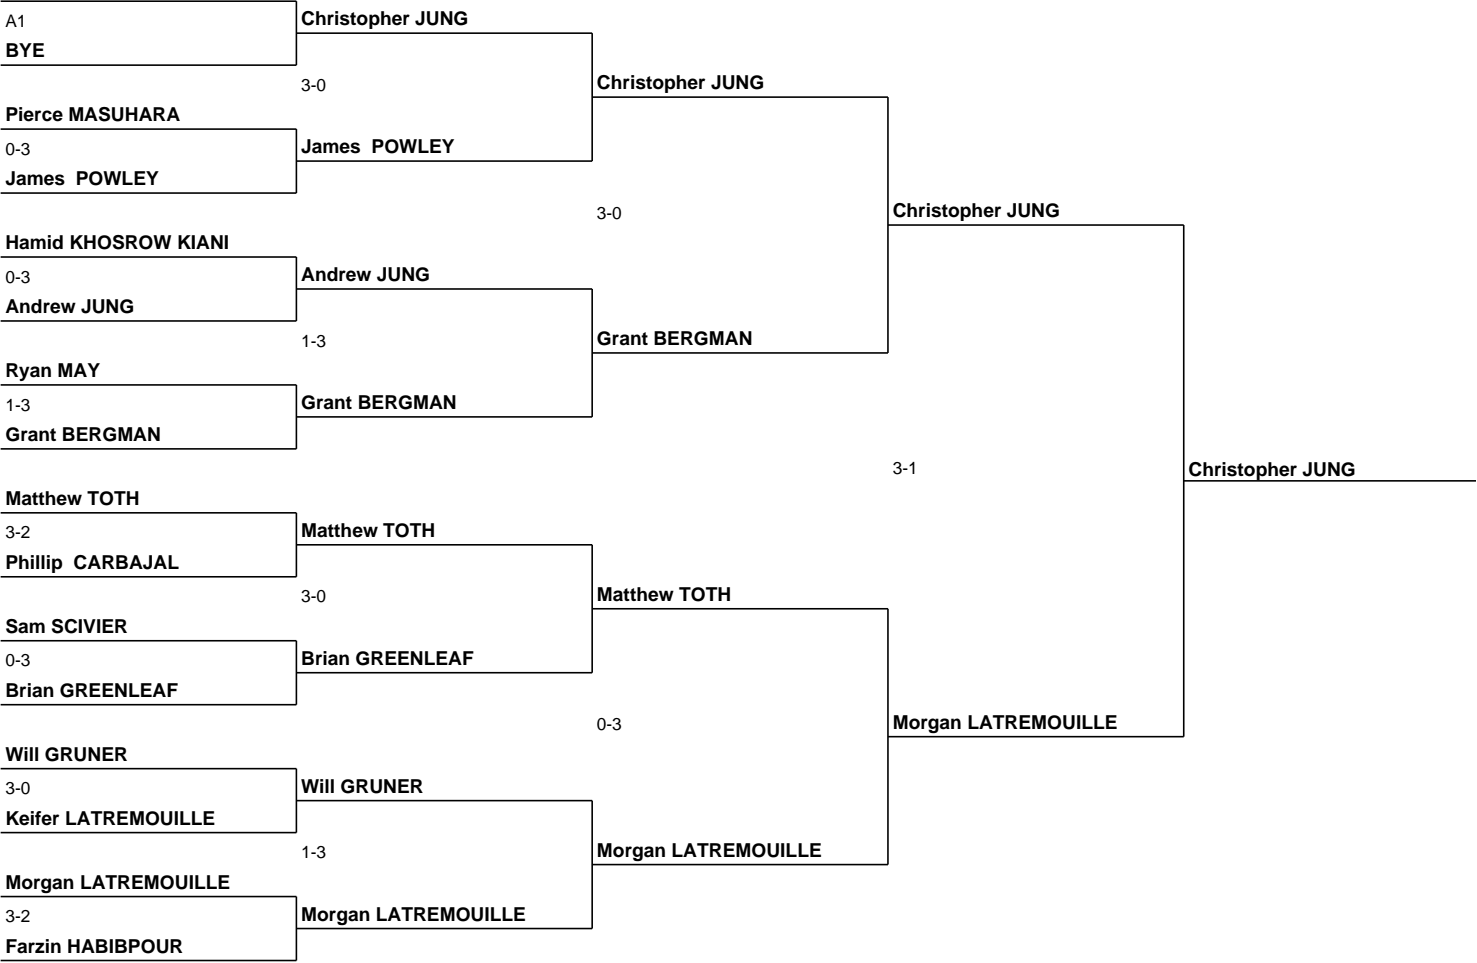 A1
BYE
Pierce MASUHARA
0-3
James  POWLEY
Hamid KHOSROW KIANI
0-3
Andrew JUNG
Ryan MAY
1-3
Grant BERGMAN
Matthew TOTH
3-2
Phillip  CARBAJAL
Sam SCIVIER
0-3
Brian GREENLEAF
Will GRUNER
3-0
Keifer LATREMOUILLE
Morgan LATREMOUILLE
3-2
Farzin HABIBPOUR
Christopher JUNG
3-0
James  POWLEY
Andrew JUNG
1-3
Grant BERGMAN
Matthew TOTH
3-0
Brian GREENLEAF
Will GRUNER
1-3
Morgan LATREMOUILLE
Christopher JUNG
3-0
Grant BERGMAN
Matthew TOTH
0-3
Morgan LATREMOUILLE
Christopher JUNG
3-1
Morgan LATREMOUILLE
Christopher JUNG